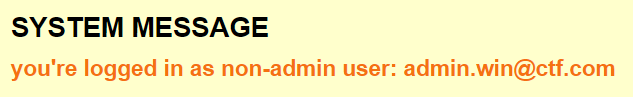 SYSTEM MESSAGE
you're logged in as non-admin user: admin.win@ctf.com